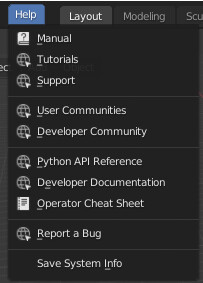 Help Layout Modeling Scu
Manual
Tutorials
Support
User Communities
Developer Community
Python API Reference
Developer Documentation
Operator Cheat Sheet
Report a Bug
Save System Info